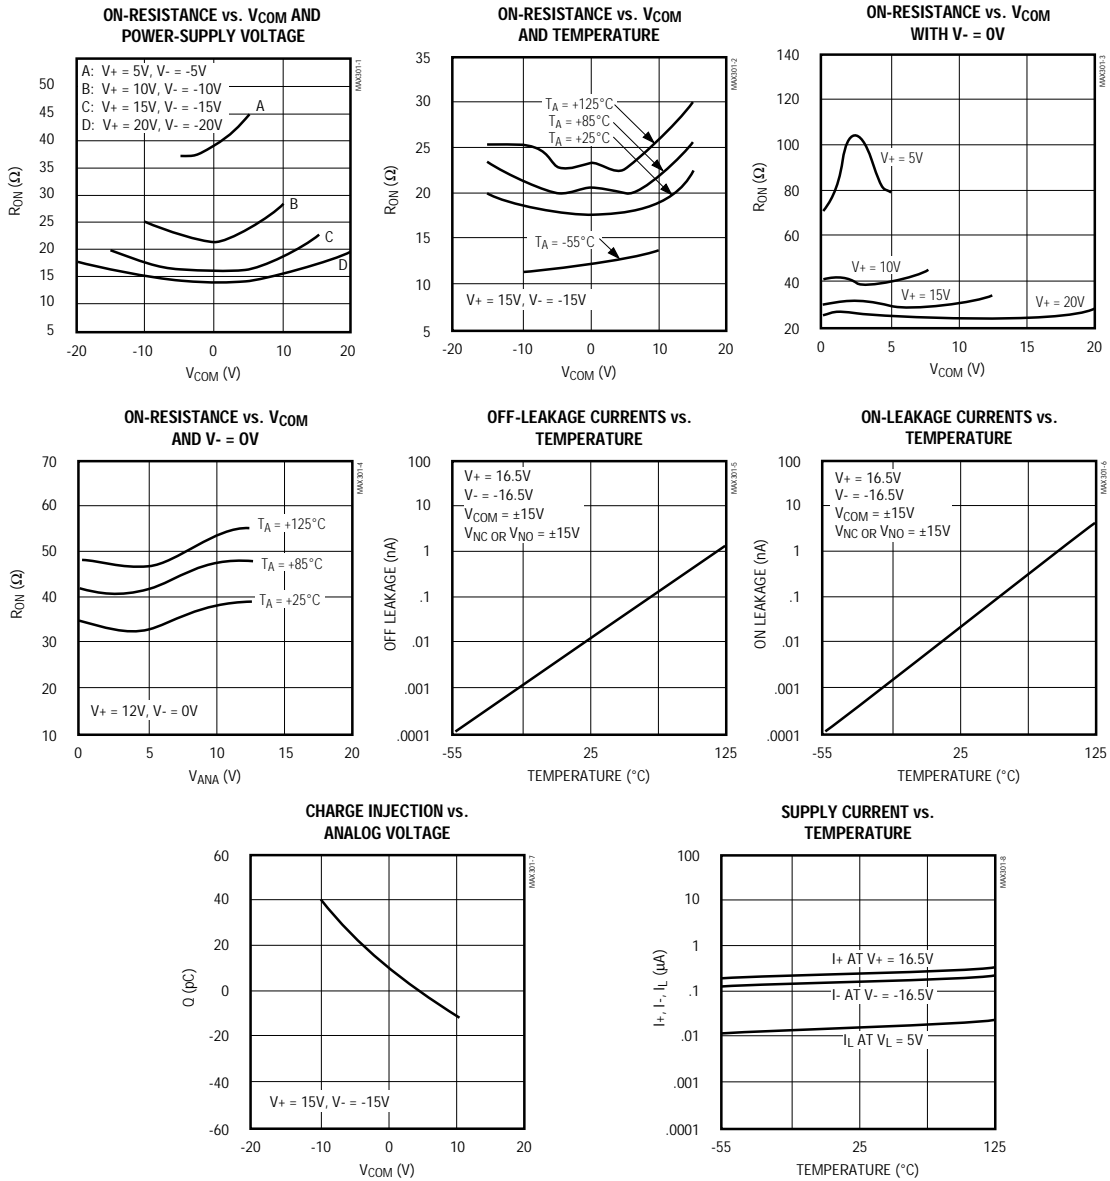 ON-RESISTANCE vs. VCOM AND
POWER-SUPPLY VOLTAGE
MAX301-1
A: V+ = 5V, V- = -5V
B: V+ = 10V, V- = -10V
C: V+ = 15V, V- = -15V
D: V+ = 20V, V- = -20V
A
B
C
D
RON (Ω)
50
45
40
35
30
25
20
15
10
5
-20
-10
0
10
20
VCOM (V)
ON-RESISTANCE vs. VCOM
AND TEMPERATURE
MAX301-2
TA = +125°C
TA = +85°C
TA = +25°C
TA = -55°C
V+ = 15V, V- = -15V
RON (Ω)
35
30
25
20
15
10
5
-20
-10
0
10
20
VCOM (V)
ON-RESISTANCE vs. VCOM
WITH V- = 0V
MAX301-3
V+ = 5V
V+ = 10V
V+ = 15V
V+ = 20V
RON (Ω)
140
120
100
80
60
40
20
0
5
10
15
20
VCOM (V)
ON-RESISTANCE vs. VCOM
AND V- = 0V
MAX301-4
TA = +125°C
TA = +85°C
TA = +25°C
V+ = 12V, V- = 0V
RON (Ω)
70
60
50
40
30
20
10
0
5
10
15
20
VANA (V)
OFF-LEAKAGE CURRENTS vs.
TEMPERATURE
MAX301-5
V+ = 16.5V
V- = -16.5V
VCOM = ±15V
VNC OR VNO = ±15V
OFF LEAKAGE (nA)
100
10
1
.1
.01
.001
.0001
-55
25
125
TEMPERATURE (°C)
ON-LEAKAGE CURRENTS vs.
TEMPERATURE
MAX301-6
V+ = 16.5V
V- = -16.5V
VCOM = ±15V
VNC OR VNO = ±15V
ON LEAKAGE (nA)
100
10
1
.1
.01
.001
.0001
-55
25
125
TEMPERATURE (°C)
CHARGE INJECTION vs.
ANALOG VOLTAGE
MAX301-7
V+ = 15V, V- = -15V
Q (pC)
60
40
20
0
-20
-40
-60
-20
-10
0
10
20
VCOM (V)
SUPPLY CURRENT vs.
TEMPERATURE
MAX301-8
I+ AT V+ = 16.5V
I- AT V- = -16.5V
IL AT VL = 5V
I+, I-, IL (µA)
100
10
1
.1
.01
.001
.0001
-55
25
125
TEMPERATURE (°C)